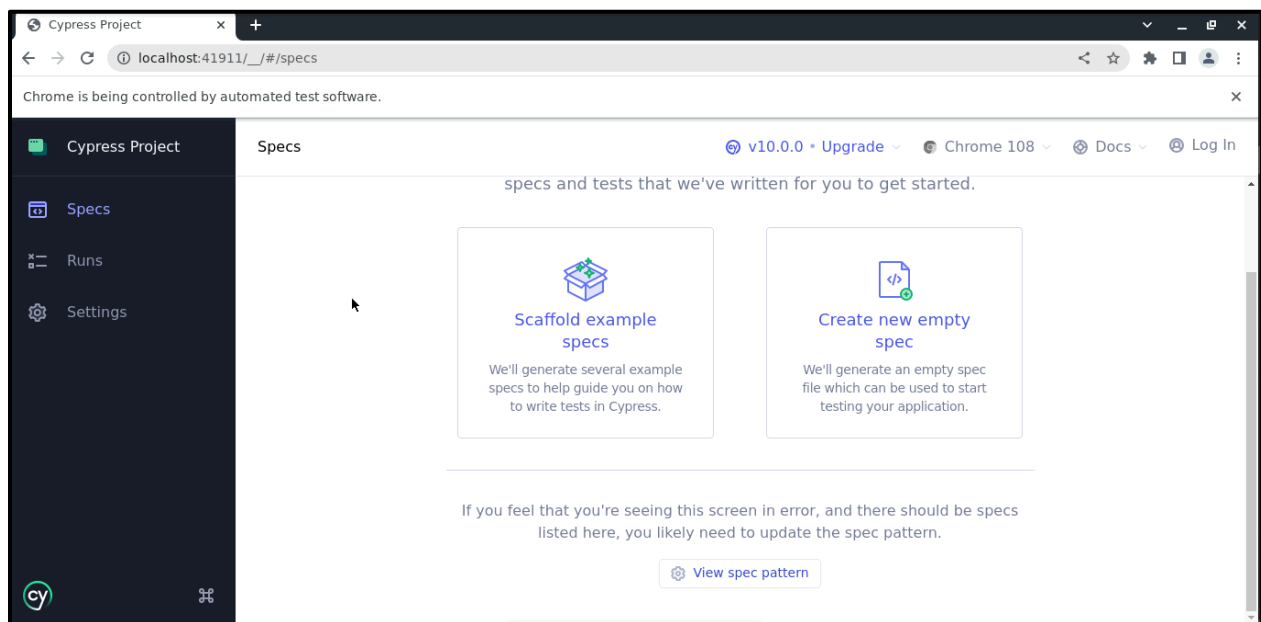 Cypress Project
localhost:41911/__/#/specs
Chrome is being controlled by automated test software.
Cypress Project
Specs
v10.0.0 • Upgrade
Chrome 108
Docs
Log In
Specs
Runs
Settings
specs and tests that we've written for you to get started.
Scaffold example
specs
We'll generate several example
specs to help guide you on how
to write tests in Cypress.
Create new empty
spec
We'll generate an empty spec
file which can be used to start
testing your application.
If you feel that you're seeing this screen in error, and there should be specs
listed here, you likely need to update the spec pattern.
View spec pattern
cy